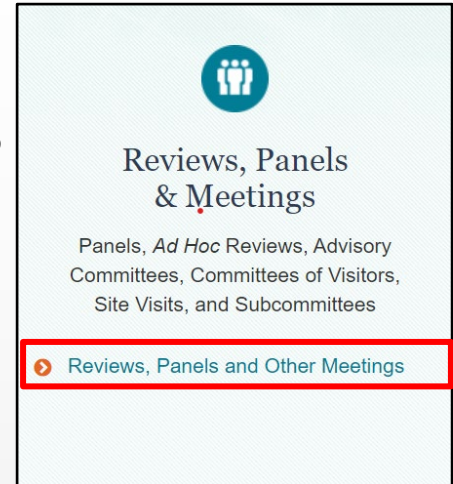 Reviews, Panels
& Meetings
Panels, Ad Hoc Reviews, Advisory
Committees, Committees of Visitors,
Site Visits, and Subcommittees
Reviews, Panels and Other Meetings